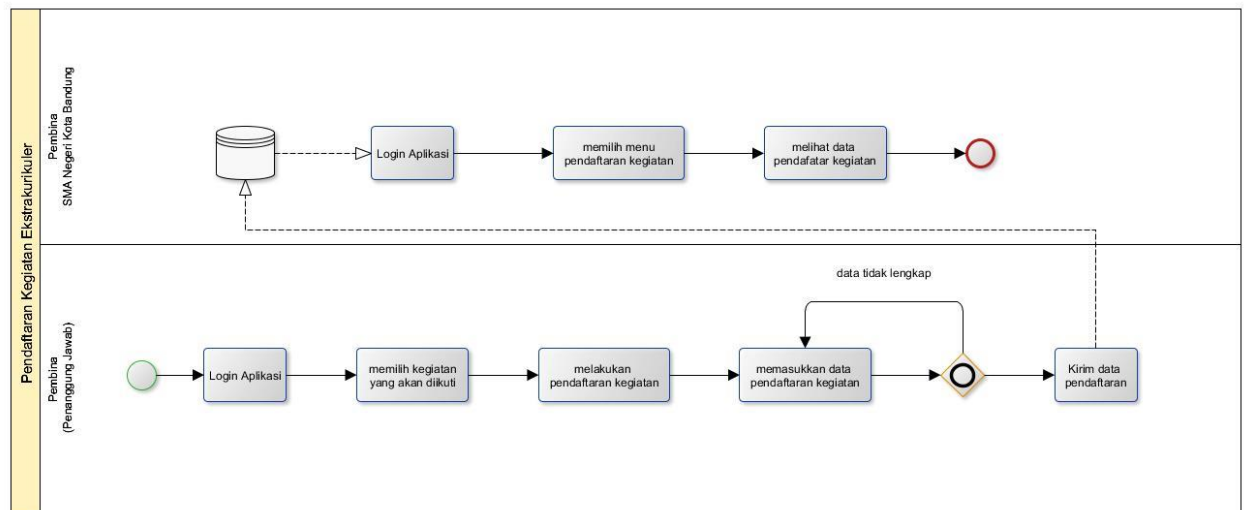 Pendaftaran Kegiatan Ekstrakurikuler
Pembina
SMA Negeri Kota Bandung
Login Aplikasi
memilih menu
pendaftaran kegiatan
melihat data
pendafatar kegiatan
Pembina
(Penanggung Jawab)
data tidak lengkap
Login Aplikasi
memilih kegiatan
yang akan diikuti
melakukan
pendaftaran kegiatan
memasukkan data
pendaftaran kegiatan
Kirim data
pendaftaran